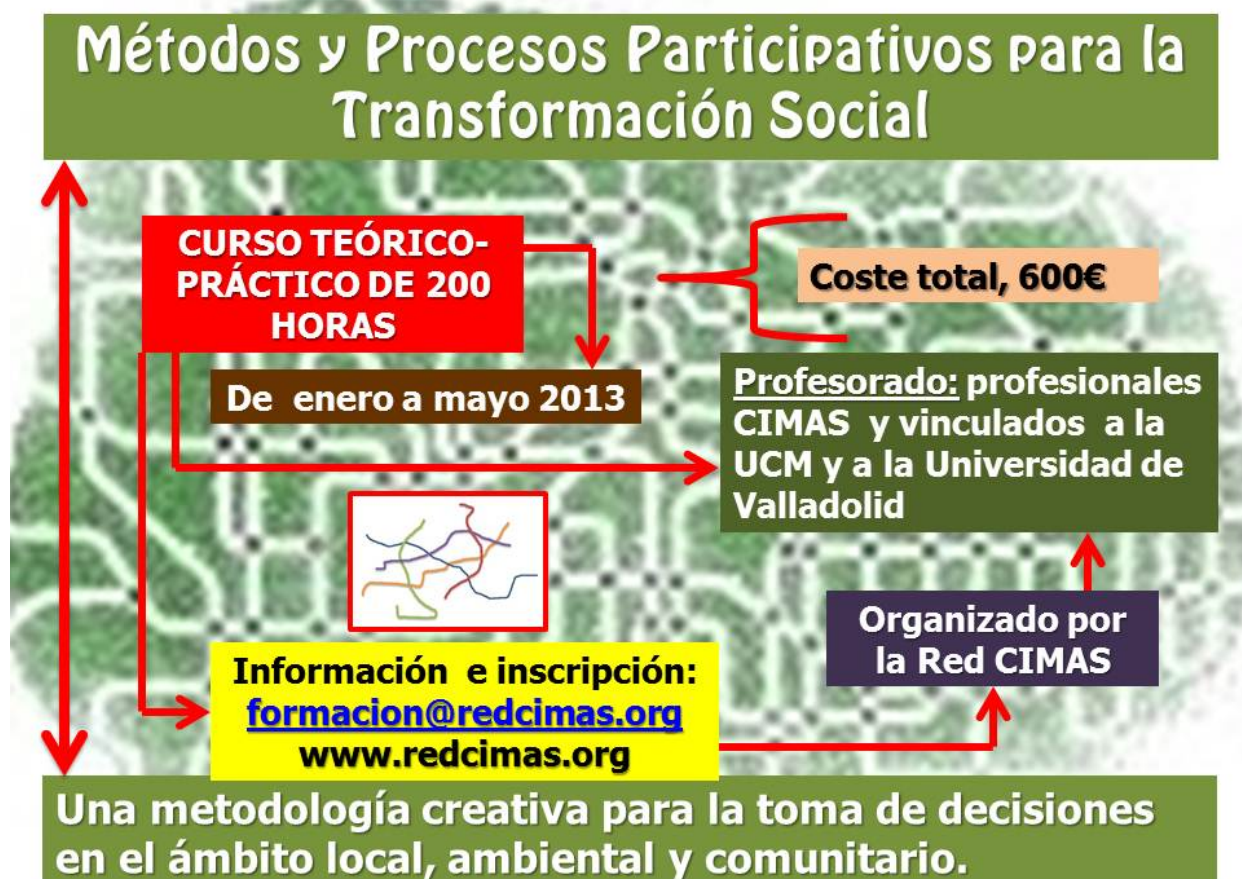 Métodos y Procesos Participativos para la
Transformación Social
CURSO TEÓRICO-
PRÁCTICO DE 200
HORAS
Coste total, 600€
De enero a mayo 2013
Profesorado: profesionales
CIMAS y vinculados a la
UCM y a la Universidad de
Valladolid
Organizado por
la Red CIMAS
Información e inscripción:
formacion@redcimas.org
www.redcimas.org
Una metodología creativa para la toma de decisiones
en el ámbito local, ambiental y comunitario.